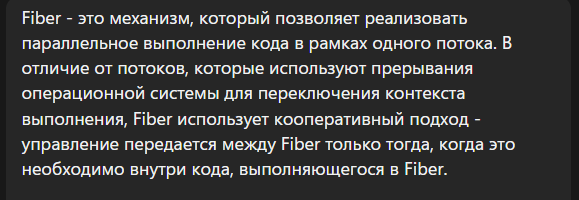 Fiber - это механизм, который позволяет реализовать
параллельное выполнение кода в рамках одного потока. В
отличие от потоков, которые используют прерывания
операционной системы для переключения контекста
выполнения, Fiber использует кооперативный подход -
управление передается между Fiber только тогда, когда это
необходимо внутри кода, выполняющегося в Fiber.